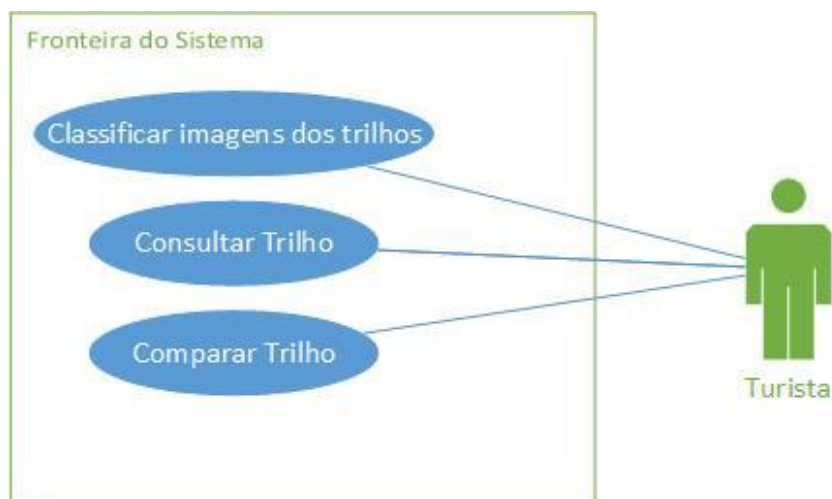 Fronteira do Sistema
Classificar imagens dos trilhos
Consultar Trilho
Comparar Trilho
Turista